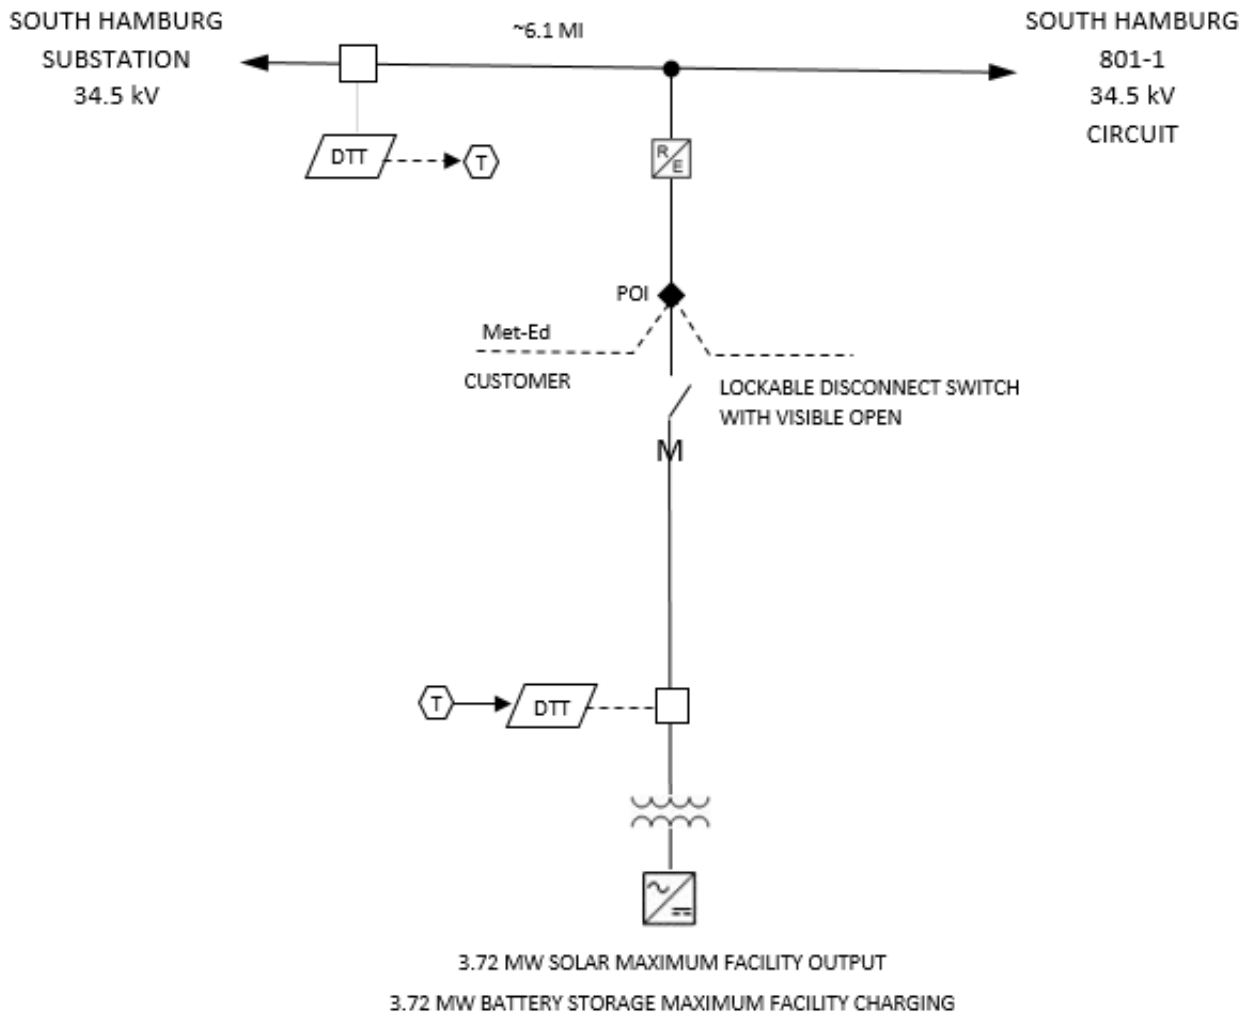 SOUTH HAMBURG
SUBSTATION
34.5 kV
~6.1 MI
SOUTH HAMBURG
801-1
34.5 kV
CIRCUIT
DTT
T
R
E
POI
Met-Ed
CUSTOMER
LOCKABLE DISCONNECT SWITCH
WITH VISIBLE OPEN
M
T
DTT
3.72 MW SOLAR MAXIMUM FACILITY OUTPUT
3.72 MW BATTERY STORAGE MAXIMUM FACILITY CHARGING